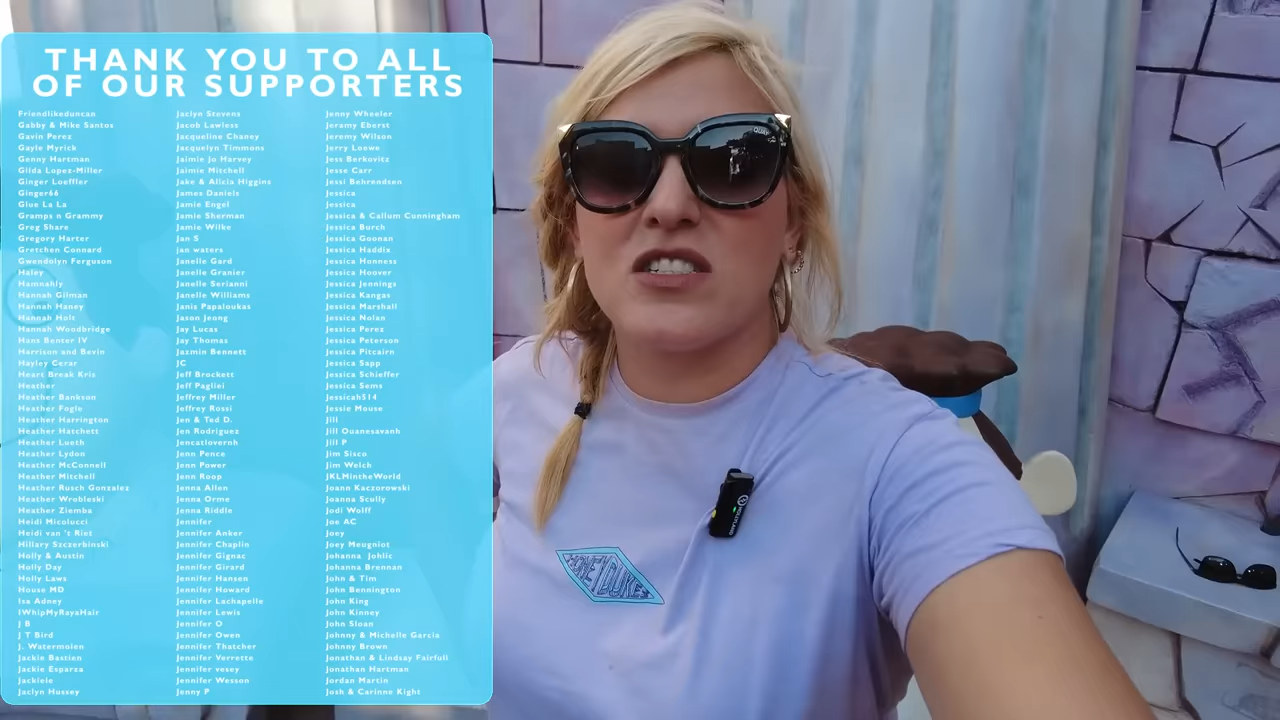 THANK YOU TO ALL
OF OUR SUPPORTERS
Friendlikeduncan
Gabby & Mike Santos
Gavin Perez
Gayle Myrick
Genny Hartman
Gilda Lopez-Miller
Ginger Loeffler
Ginger66
Glue La La
Gramps n Grammy
Greg Share
Gregory Harter
Gretchen Connard
Gwendolyn Ferguson
Haley
Hamnahly
Hannah Gilman
Hannah Haney
Hannah Holt
Hannah Woodbridge
Hans Benter IV
Harrison and Bevin
Hayley Cerar
Heart Break Kris
Heather
Heather Bankson
Heather Fogle
Heather Harrington
Heather Hatchett
Heather Lueth
Heather Lydon
Heather McConnell
Heather Mitchell
Heather Rusch Gonzalez
Heather Wrobleski
Heather Ziemba
Heidi Micolucci
Heidi van 't Riet
Hillary Szczerbinski
Holly & Austin
Holly Day
Holly Laws
House MD
Isa Adney
IWhipMyRayaHair
J B
J T Bird
J. Watermolen
Jackie Bastien
Jackie Esparza
Jackiele
Jaclyn Hussey
Jaclyn Stevens
Jacob Lawless
Jacqueline Chaney
Jacquelyn Timmons
Jaimie Jo Harvey
Jaimie Mitchell
Jake & Alicia Higgins
James Daniels
Jamie Engel
Jamie Sherman
Jamie Wilke
Jan S
jan waters
Janelle Gard
Janelle Granier
Janelle Serianni
Janelle Williams
Janis Papaloukas
Jason Jeong
Jay Lucas
Jay Thomas
Jazmin Bennett
JC
Jeff Brockett
Jeff Pagliei
Jeffrey Miller
Jeffrey Rossi
Jen & Ted D.
Jen Rodriguez
Jencatlovernh
Jenn Pence
Jenn Power
Jenn Roop
Jenna Allen
Jenna Orme
Jenna Riddle
Jennifer
Jennifer Anker
Jennifer Chaplin
Jennifer Gignac
Jennifer Girard
Jennifer Hansen
Jennifer Howard
Jennifer Lachapelle
Jennifer Lewis
Jennifer O
Jennifer Owen
Jennifer Thatcher
Jennifer Verrette
Jennifer vesey
Jennifer Wesson
Jenny P
Jenny Wheeler
Jeramy Eberst
Jeremy Wilson
Jerry Loewe
Jess Berkovitz
Jesse Carr
Jessi Behrendsen
Jessica
Jessica
Jessica & Callum Cunningham
Jessica Burch
Jessica Goonan
Jessica Haddix
Jessica Honness
Jessica Hoover
Jessica Jennings
Jessica Kangas
Jessica Marshall
Jessica Nolan
Jessica Perez
Jessica Peterson
Jessica Pitcairn
Jessica Sapp
Jessica Schieffer
Jessica Sems
Jessicah514
Jessie Mouse
Jill
Jill Ouanesavanh
Jill P
Jim Sisco
Jim Welch
JKLMintheWorld
Joann Kaczorowski
Joanna Scully
Jodi Wolff
Joe AC
Joey
Joey Meugniot
Johanna Johlic
Johanna Brennan
John & Tim
John Bennington
John King
John Kinney
John Sloan
Johnny & Michelle Garcia
Johnny Brown
Jonathan & Lindsay Fairfull
Jonathan Hartman
Jordan Martin
Josh & Carinne Kight
QUAY
HOLLYLAND
HONEYDUKES